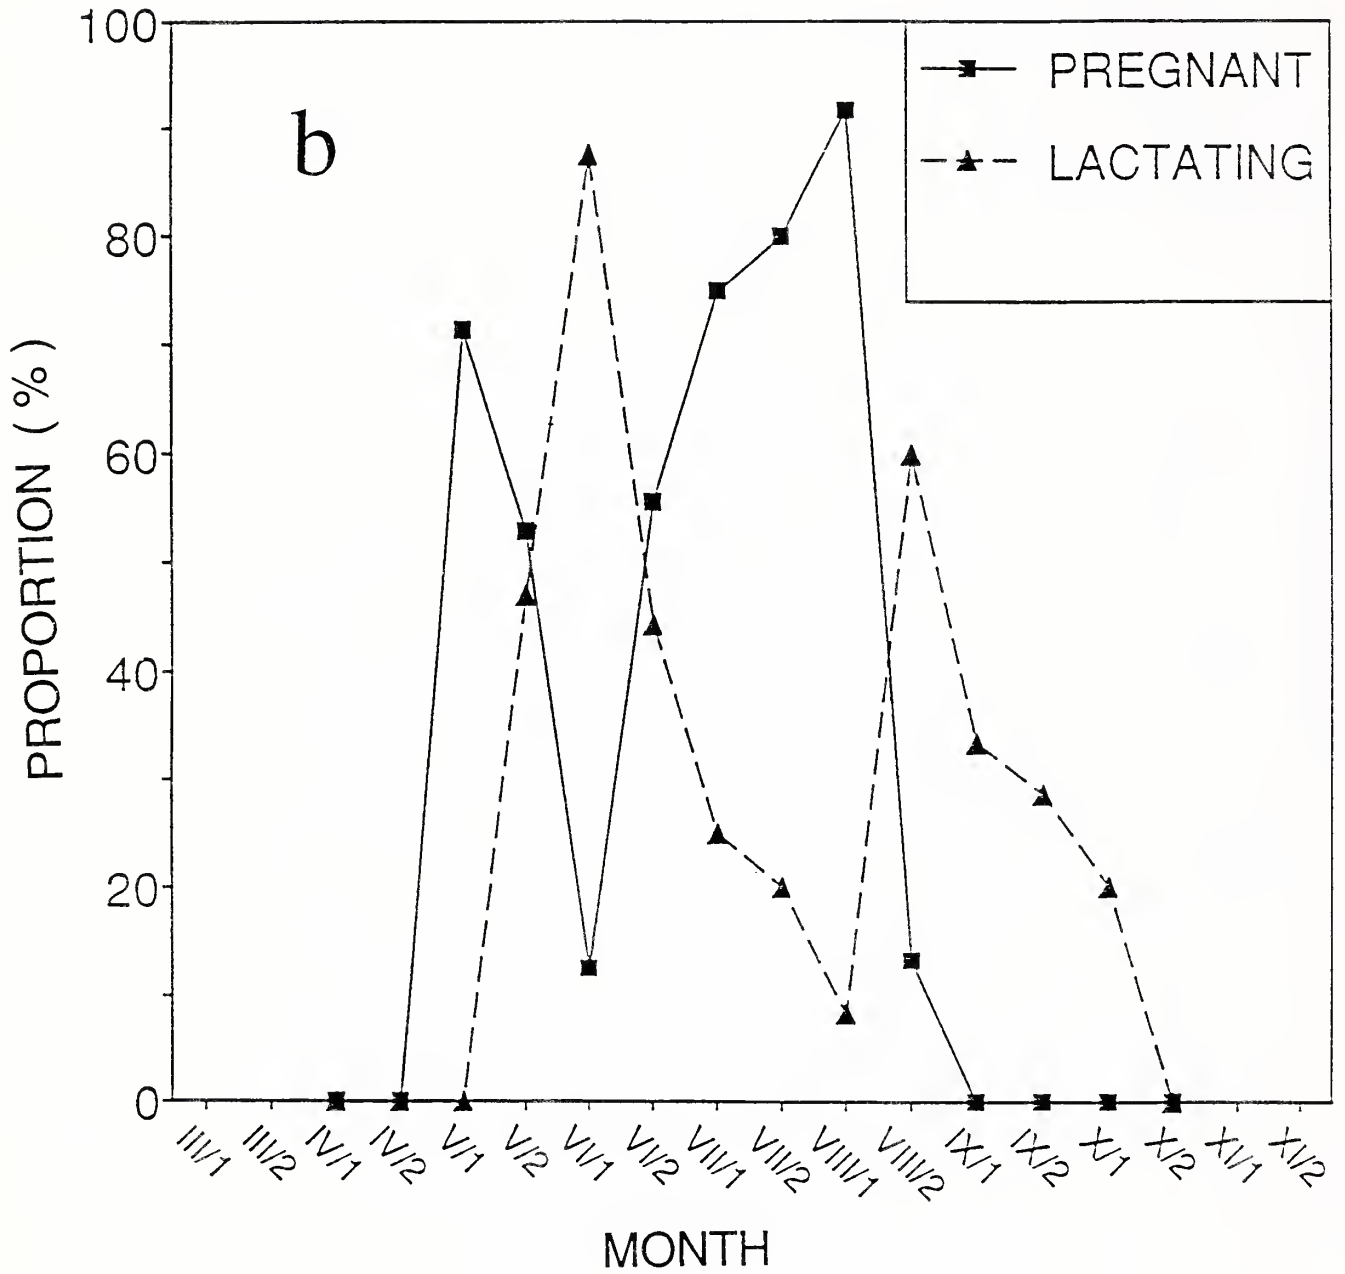 100
80
60
40
20
0
PROPORTION (%)
b
PREGNANT
LACTATING
III/1
III/2
IV/1
IV/2
V/1
V/2
VI/1
VI/2
VII/1
VII/2
VIII/1
VIII/2
IX/1
IX/2
X/1
X/2
XI/1
XI/2
MONTH